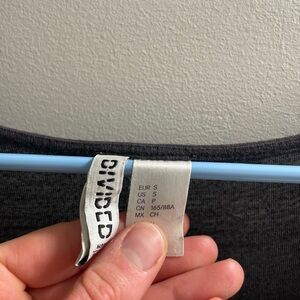 DIVIDED
EUR S
US S
CA P
CN 165/88A
MX CH